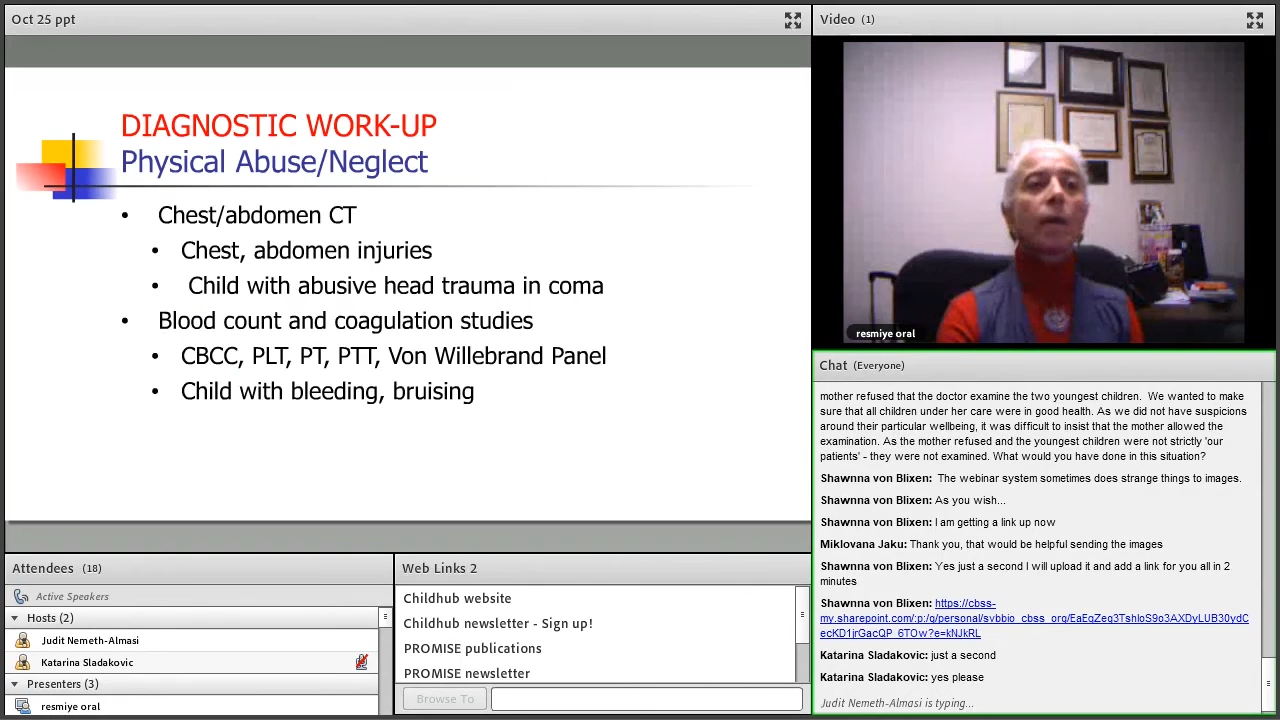 Oct 25 ppt
DIAGNOSTIC WORK-UP
Physical Abuse/Neglect
• Chest/abdomen CT
• Chest, abdomen injuries
• Child with abusive head trauma in coma
• Blood count and coagulation studies
• CBCC, PLT, PT, PTT, Von Willebrand Panel
• Child with bleeding, bruising
Attendees (18)
Active Speakers
Hosts (2)
Judit Nemeth-Almasi
Katarina Sladakovic
Presenters (3)
resmiye oral
Web Links 2
Childhub website
Childhub newsletter - Sign up!
PROMISE publications
PROMISE newsletter
Browse To
Video (1)
resmiye oral
Chat (Everyone)
mother refused that the doctor examine the two youngest children. We wanted to make
sure that all children under her care were in good health. As we did not have suspicions
around their particular wellbeing, it was difficult to insist that the mother allowed the
examination. As the mother refused and the youngest children were not strictly 'our
patients' - they were not examined. What would you have done in this situation?
Shawnna von Blixen: The webinar system sometimes does strange things to images.
Shawnna von Blixen: As you wish...
Shawnna von Blixen: I am getting a link up now
Miklovana Jaku: Thank you, that would be helpful sending the images
Shawnna von Blixen: Yes just a second I will upload it and add a link for you all in 2
minutes
Shawnna von Blixen: https://cbss-
my.sharepoint.com/:p:/g/personal/svbbio_cbss_org/EaEqZeg3TshIoS9o3AXDyLUB30ydC
ecKD1jrGacQP_6TOw?e=kNJkRL
Katarina Sladakovic: just a second
Katarina Sladakovic: yes please
Judit Nemeth-Almasi is typing...